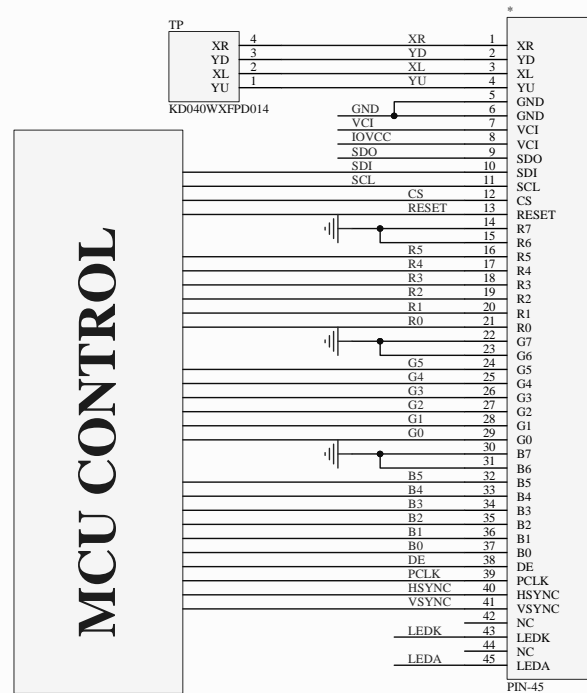 *
TP
XR 4 XR 1 XR
YD 3 YD 2 YD
XL 2 XL 3 XL
YU 1 YU 4 YU
KD040WXFPD014
5 GND
GND 6 GND
VCI 7 VCI
IOVCC 8 VCI
SDO 9 SDO
SDI 10 SDI
SCL 11 SCL
CS 12 CS
RESET 13 RESET
14 R7
15 R6
R5 16 R5
R4 17 R4
R3 18 R3
R2 19 R2
R1 20 R1
R0 21 R0
22 G7
23 G6
G5 24 G5
G4 25 G4
G3 26 G3
G2 27 G2
G1 28 G1
G0 29 G0
30 B7
31 B6
B5 32 B5
B4 33 B4
B3 34 B3
B2 35 B2
B1 36 B1
B0 37 B0
DE 38 DE
PCLK 39 PCLK
HSYNC 40 HSYNC
VSYNC 41 VSYNC
42 NC
LEDK 43 LEDK
44 NC
LEDA 45 LEDA
PIN-45
MCU CONTROL